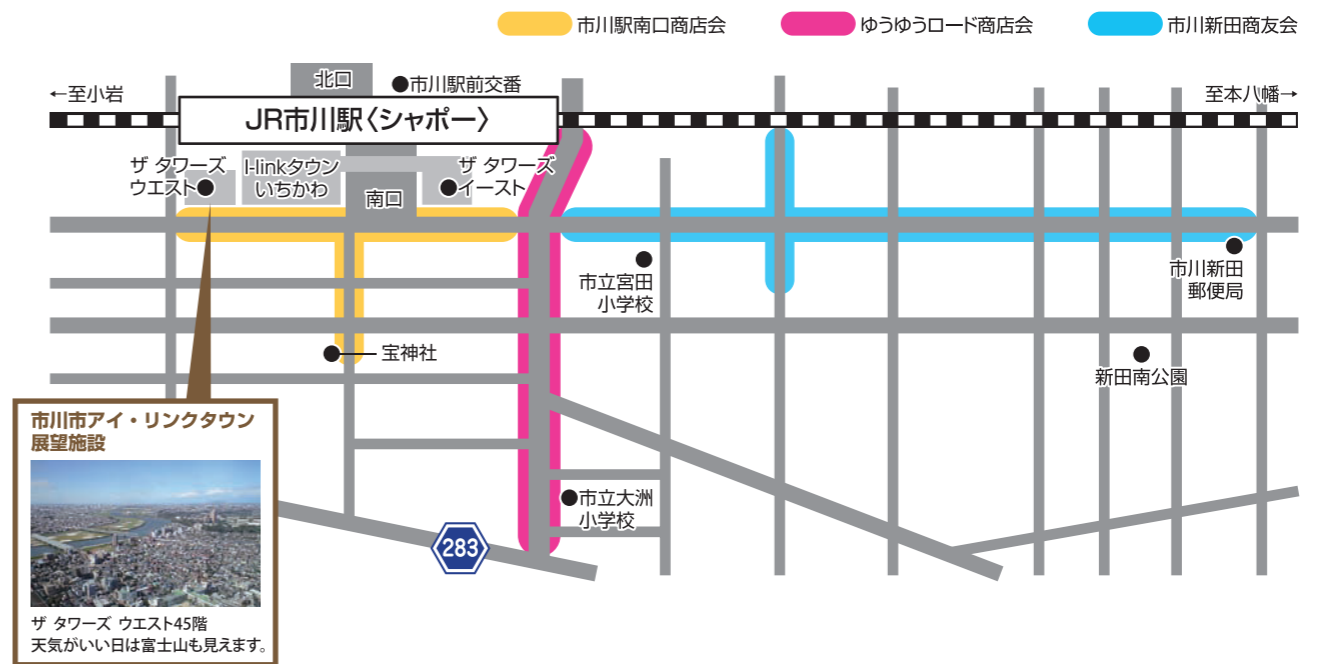 市川駅南口商店会
ゆうゆうロード商店会
市川新田商友会
←至小岩
北口
市川駅前交番
至本八幡→
JR市川駅〈シャポー〉
ザ タワーズ
ウエスト
I-linkタウン
いちかわ
南口
ザ タワーズ
イースト
市立宮田
小学校
市川新田
郵便局
宝神社
新田南公園
市川市アイ・リンクタウン
展望施設
市立大洲
小学校
283
ザ タワーズ ウエスト45階
天気がいい日は富士山も見えます。